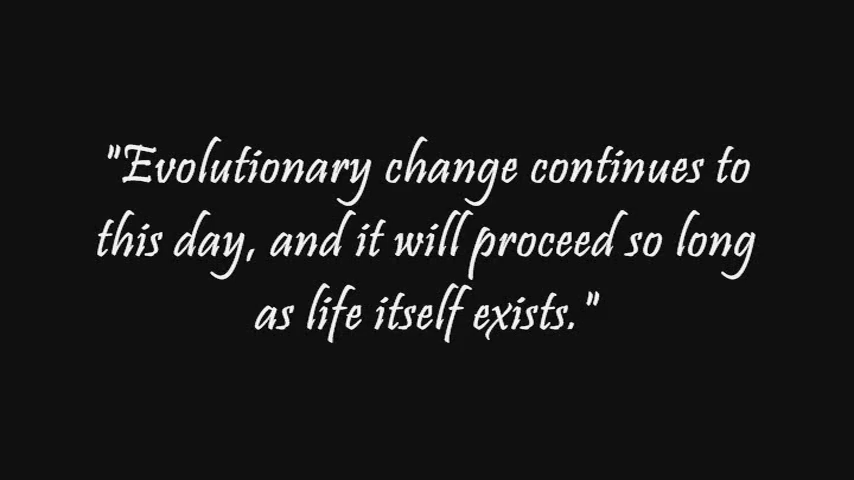 "Evolutionary change continues to
this day, and it will proceed so long
as life itself exists."